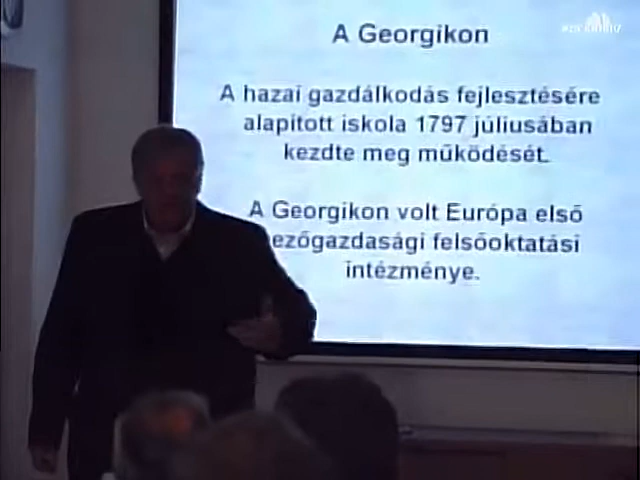 A Georgikon
A hazai gazdálkodás fejlesztésére
alapított iskola 1797 júliusában
kezdte meg működését.
A Georgikon volt Európa első
ezőgazdasági felsőoktatási
intézménye.